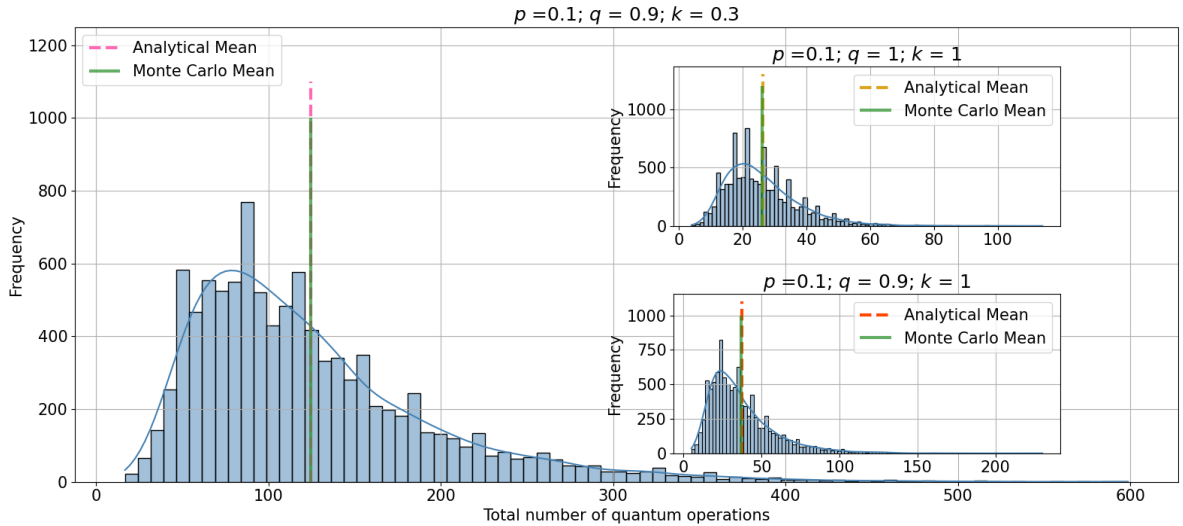 p =0.1; q = 0.9; k = 0.3
Analytical Mean
Monte Carlo Mean
1200
1000
800
600
400
200
0
Frequency
0 100 200 300 400 500 600
Total number of quantum operations
p =0.1; q = 1; k = 1
Analytical Mean
Monte Carlo Mean
1000
500
0
Frequency
0 20 40 60 80 100
p =0.1; q = 0.9; k = 1
Analytical Mean
Monte Carlo Mean
1000
750
500
250
0
Frequency
0 50 100 150 200